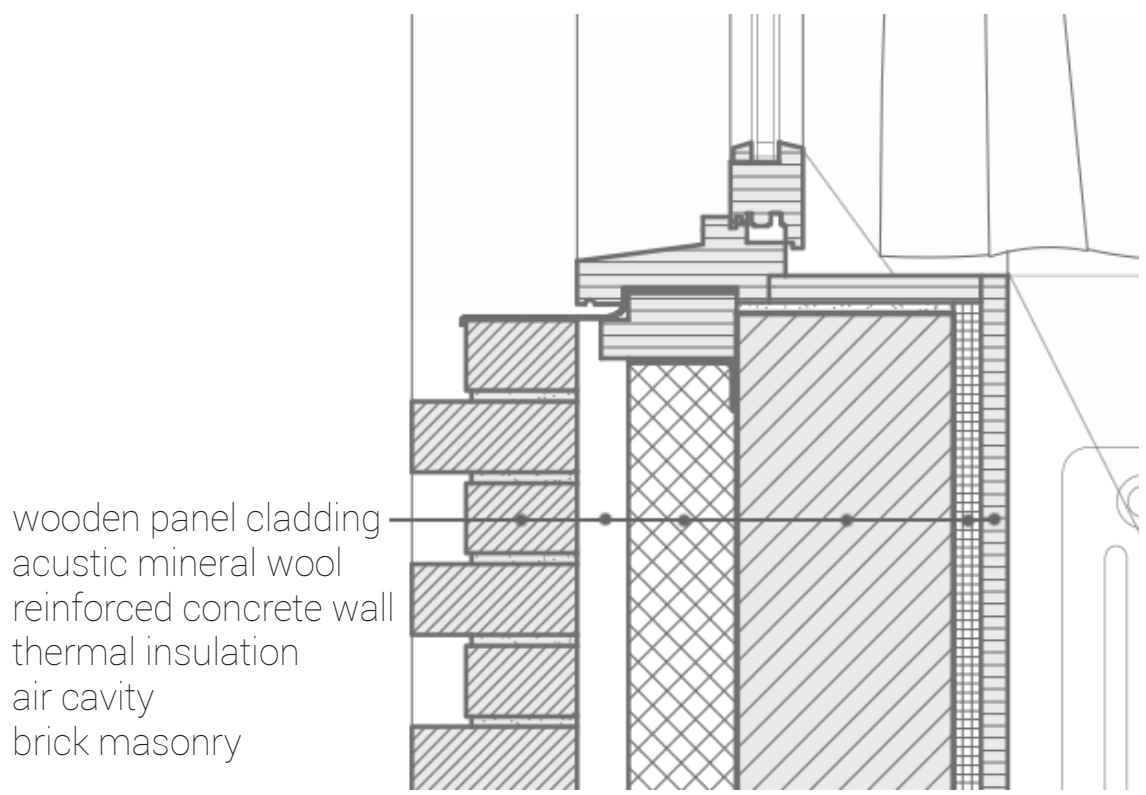 wooden panel cladding
acustic mineral wool
reinforced concrete wall
thermal insulation
air cavity
brick masonry